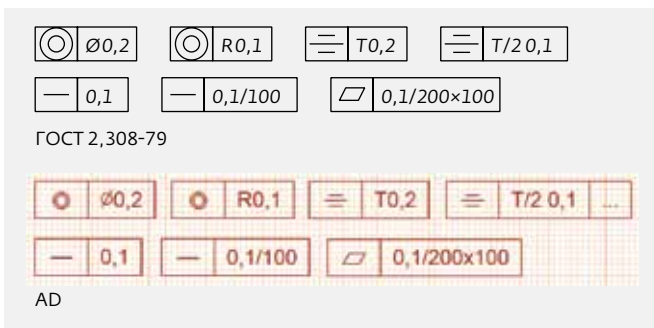 Ø0,2 R0,1 T0,2 T/2 0,1
0,1 0,1/100 0,1/200×100
ГОСТ 2,308-79
Ø0,2 R0,1 T0,2 T/2 0,1 ...
0,1 0,1/100 0,1/200x100
AD